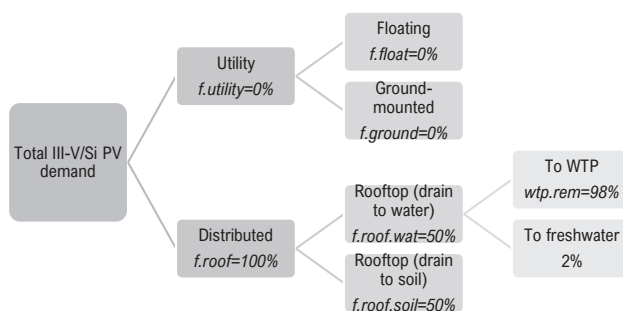 Total III-V/Si PV
demand
Utility
f.utility=0%
Floating
f.float=0%
Ground-
mounted
f.ground=0%
Distributed
f.roof=100%
Rooftop (drain
to water)
f.roof.wat=50%
Rooftop (drain
to soil)
f.roof.soil=50%
To WTP
wtp.rem=98%
To freshwater
2%